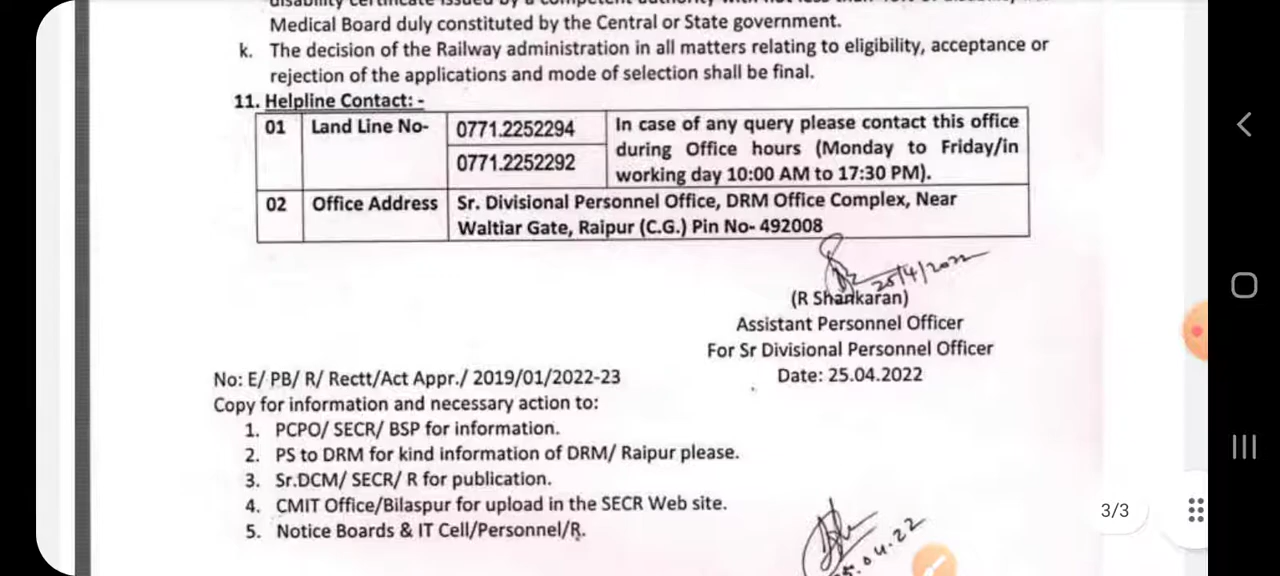 Medical Board duly constituted by the Central or State government.
k. The decision of the Railway administration in all matters relating to eligibility, acceptance or
rejection of the applications and mode of selection shall be final.
11. Helpline Contact: -
01 Land Line No- 0771.2252294 In case of any query please contact this office
during Office hours (Monday to Friday/in
0771.2252292
working day 10:00 AM to 17:30 PM).
02 Office Address Sr. Divisional Personnel Office, DRM Office Complex, Near
Waltiar Gate, Raipur (C.G.) Pin No- 492008
25/4/2022
(R Shankaran)
Assistant Personnel Officer
For Sr Divisional Personnel Officer
No: E/ PB/ R/ Rectt/Act Appr./ 2019/01/2022-23 Date: 25.04.2022
Copy for information and necessary action to:
1. PCPO/ SECR/ BSP for information.
2. PS to DRM for kind information of DRM/ Raipur please.
3. Sr.DCM/ SECR/ R for publication.
4. CMIT Office/Bilaspur for upload in the SECR Web site.
3/3
5. Notice Boards & IT Cell/Personnel/R.
5.04.22